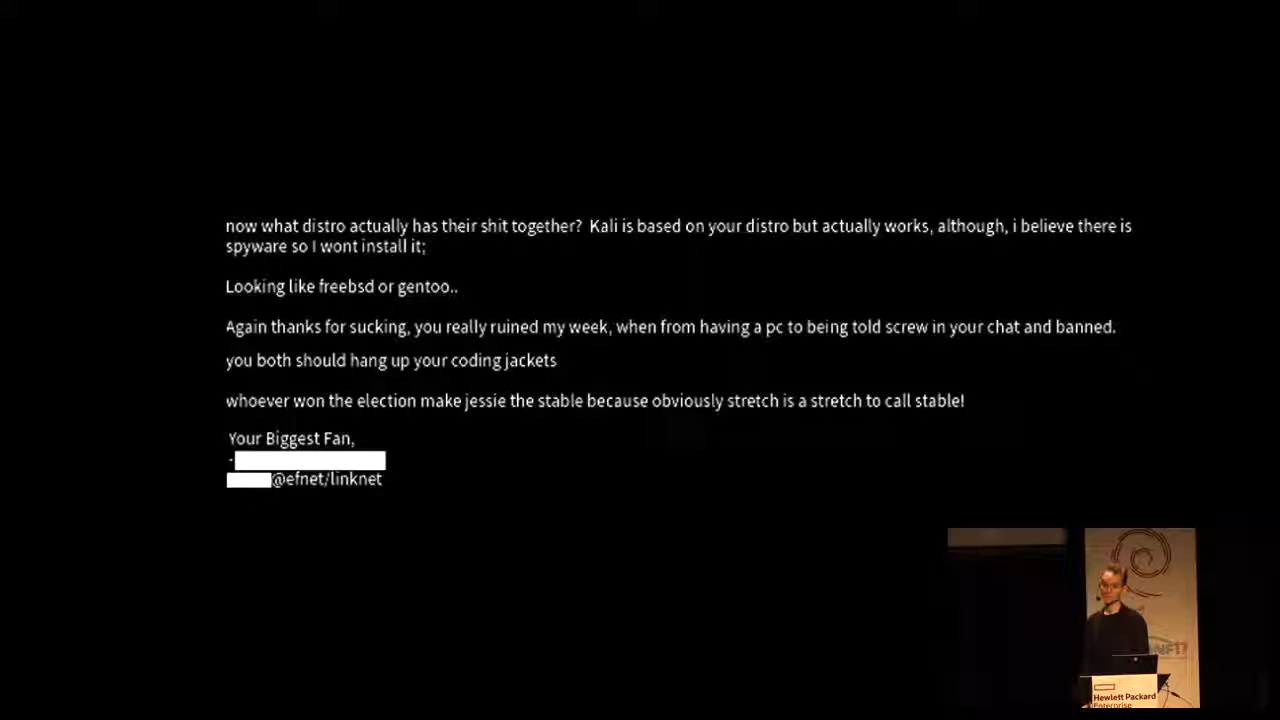 now what distro actually has their shit together?  Kali is based on your distro but actually works, although, i believe there is
spyware so I wont install it;
Looking like freebsd or gentoo..
Again thanks for sucking, you really ruined my week, when from having a pc to being told screw in your chat and banned.
you both should hang up your coding jackets
whoever won the election make jessie the stable because obviously stretch is a stretch to call stable!
Your Biggest Fan,
-
@efnet/linknet
NF17
Hewlett Packard
Enterprise